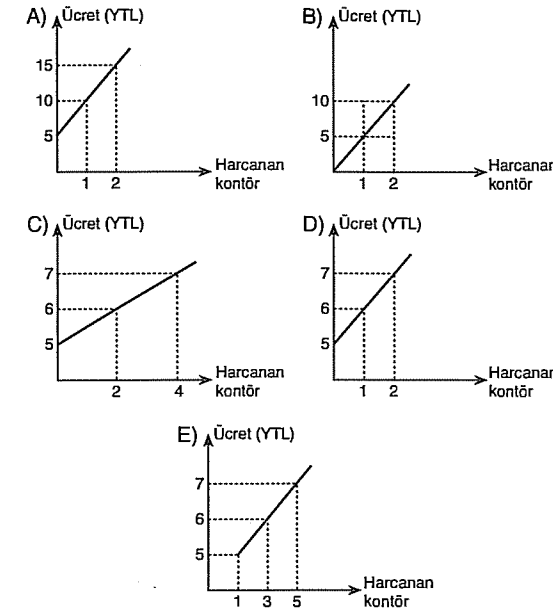 A) Ücret (YTL)
15
10
5
1 2
Harcanan
kontör
B) Ücret (YTL)
10
5
1 2
Harcanan
kontör
C) Ücret (YTL)
7
6
5
2 4
Harcanan
kontör
D) Ücret (YTL)
7
6
5
1 2
Harcanan
kontör
E) Ücret (YTL)
7
6
5
1 3 5
Harcanan
kontör